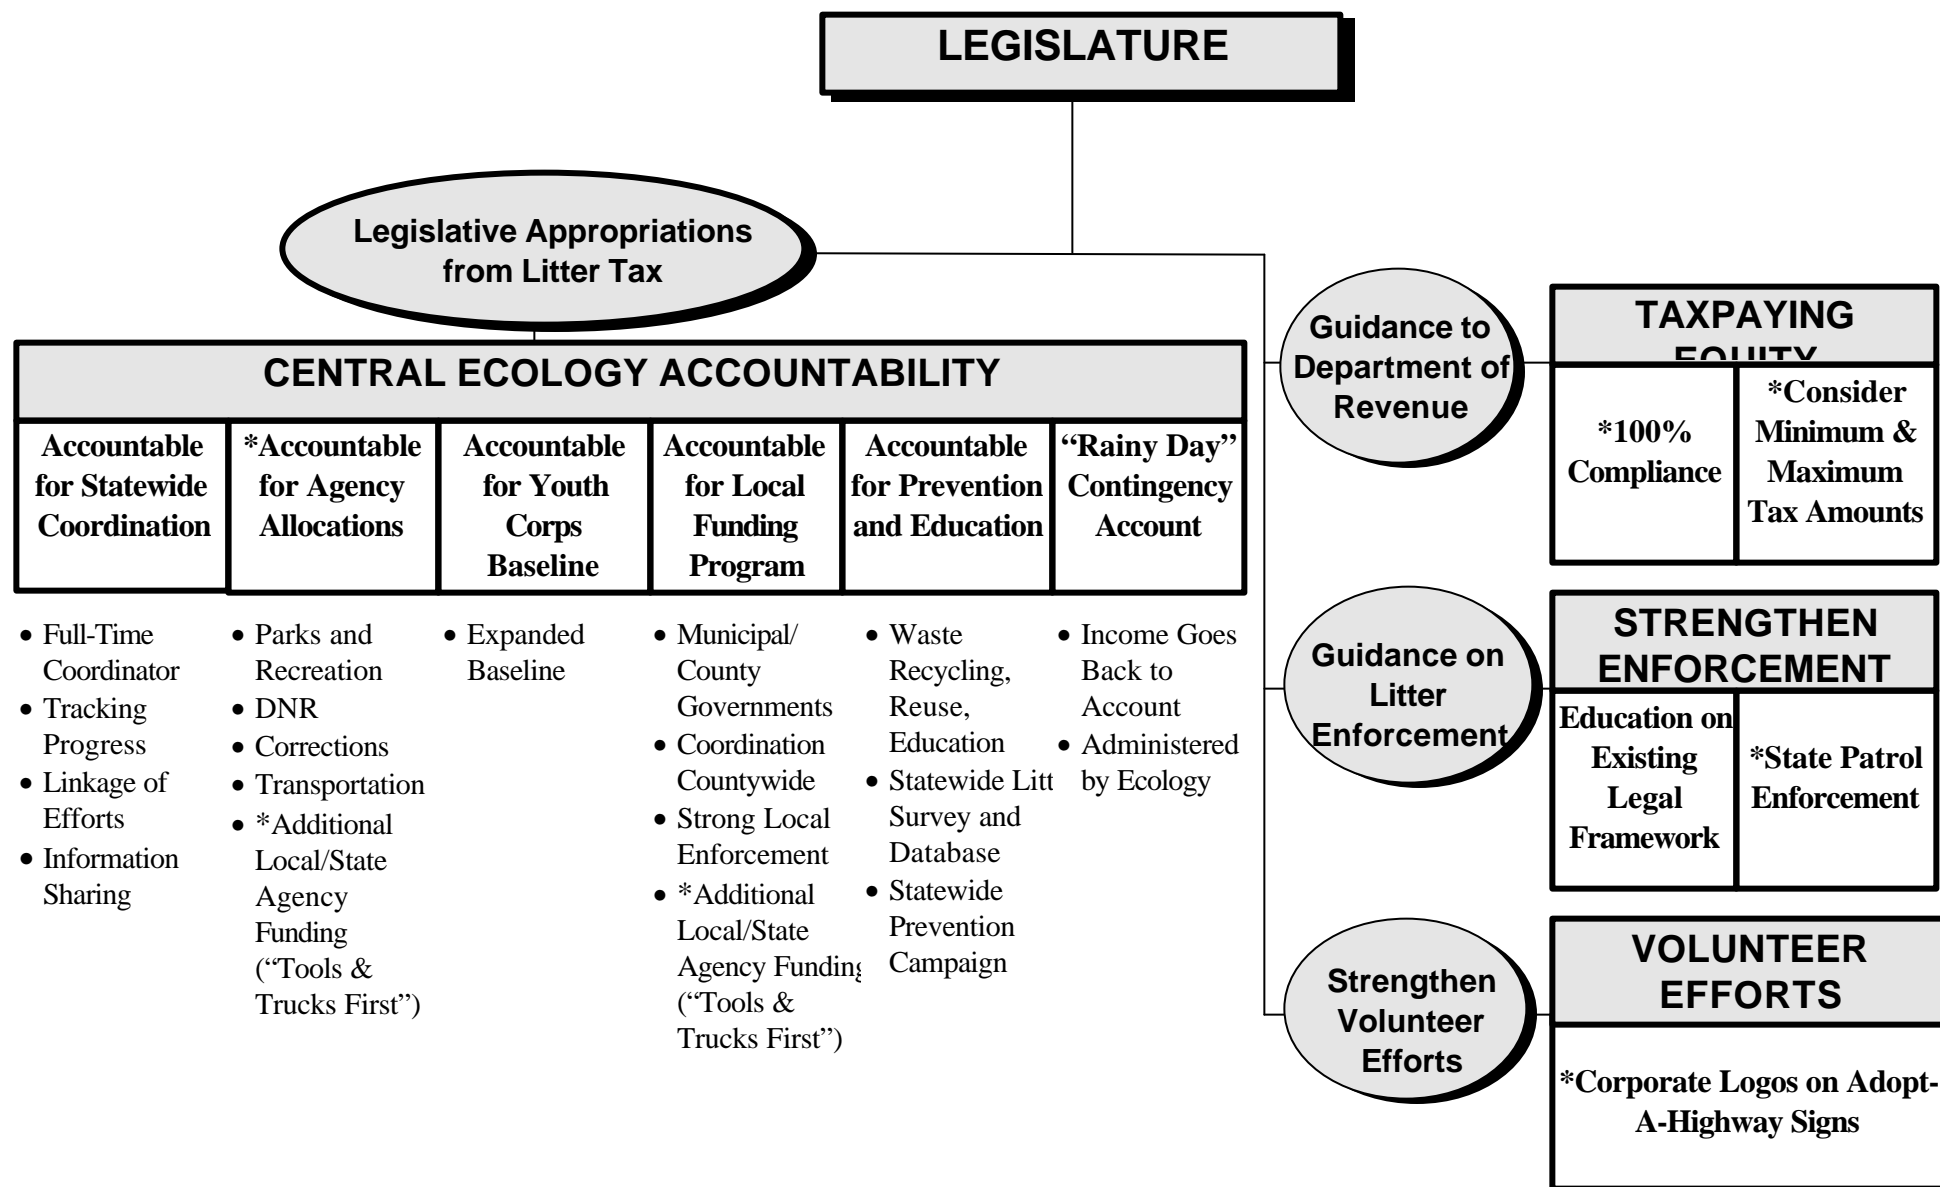 LEGISLATURE
Legislative Appropriations
from Litter Tax
CENTRAL ECOLOGY ACCOUNTABILITY
Accountable
for Statewide
Coordination
• Full-Time
Coordinator
• Tracking
Progress
• Linkage of
Efforts
• Information
Sharing
*Accountable
for Agency
Allocations
• Parks and
Recreation
• DNR
• Corrections
• Transportation
• *Additional
Local/State
Agency
Funding
(“Tools &
Trucks First”)
Accountable
for Youth
Corps
Baseline
• Expanded
Baseline
Accountable
for Local
Funding
Program
• Municipal/
County
Governments
• Coordination
Countywide
• Strong Local
Enforcement
• *Additional
Local/State
Agency Funding
(“Tools &
Trucks First”)
Accountable
for Prevention
and Education
• Waste
Recycling,
Reuse,
Education
• Statewide Litt
Survey and
Database
• Statewide
Prevention
Campaign
“Rainy Day”
Contingency
Account
• Income Goes
Back to
Account
• Administered
by Ecology
Guidance to
Department of
Revenue
TAXPAYING
EQUITY
*100%
Compliance
*Consider
Minimum &
Maximum
Tax Amounts
Guidance on
Litter
Enforcement
STRENGTHEN
ENFORCEMENT
Education on
Existing
Legal
Framework
*State Patrol
Enforcement
Strengthen
Volunteer
Efforts
VOLUNTEER
EFFORTS
*Corporate Logos on Adopt-
A-Highway Signs